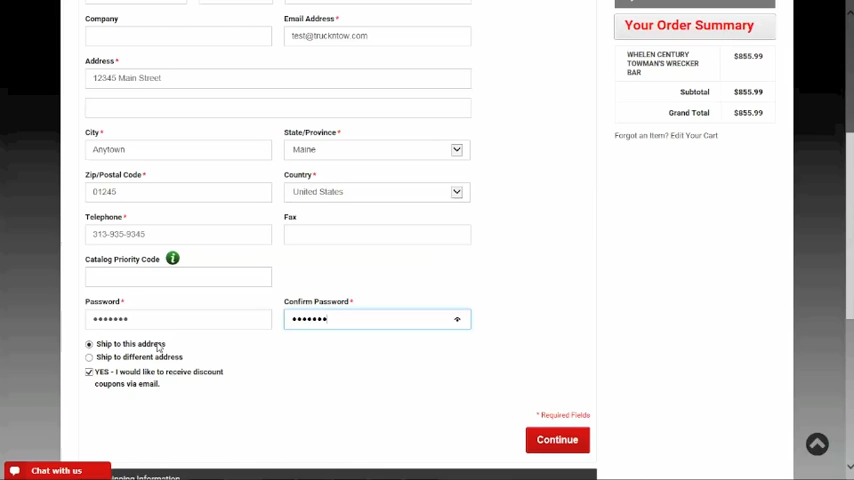 Your Order Summary
Company
Email Address *
test@truckntow.com
WHELEN CENTURY
TOWMAN'S WRECKER
BAR
$855.99
Address *
12345 Main Street
Subtotal
$855.99
Grand Total
$855.99
Forgot an Item? Edit Your Cart
City *
State/Province *
Anytown
Maine
Zip/Postal Code *
Country *
01245
United States
Telephone *
Fax
313-935-9345
Catalog Priority Code
Password *
Confirm Password *
•••••••
•••••••
Ship to this address
Ship to different address
YES - I would like to receive discount
coupons via email.
* Required Fields
Continue
Chat with us